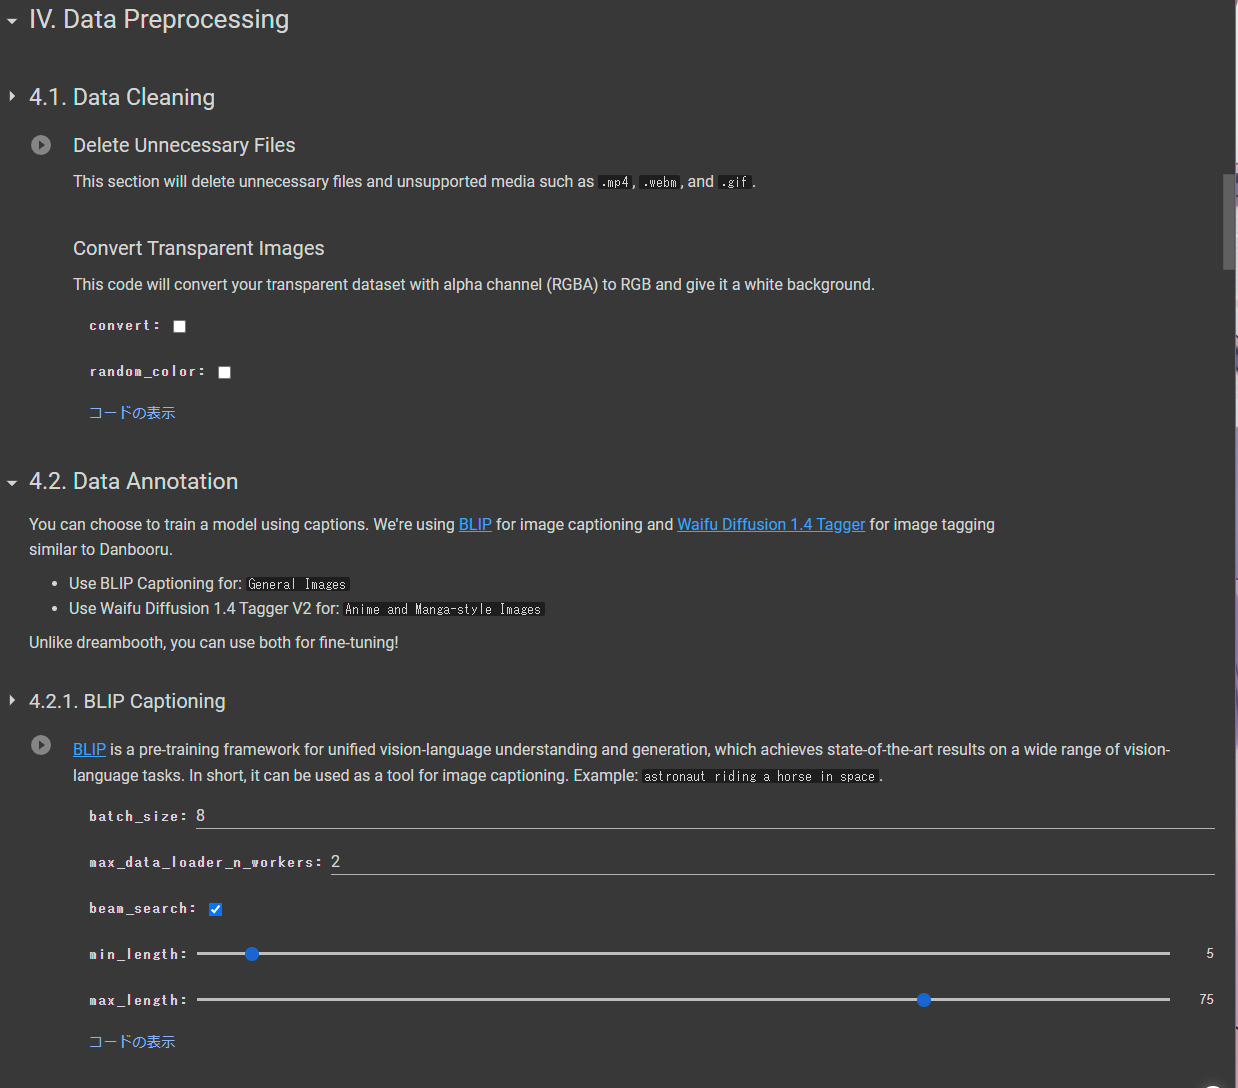 IV. Data Preprocessing
4.1. Data Cleaning
Delete Unnecessary Files
This section will delete unnecessary files and unsupported media such as .mp4, .webm, and .gif.
Convert Transparent Images
This code will convert your transparent dataset with alpha channel (RGBA) to RGB and give it a white background.
convert:
random_color:
コードの表示
4.2. Data Annotation
You can choose to train a model using captions. We're using BLIP for image captioning and Waifu Diffusion 1.4 Tagger for image tagging
similar to Danbooru.
• Use BLIP Captioning for: General Images
• Use Waifu Diffusion 1.4 Tagger V2 for: Anime and Manga-style Images
Unlike dreambooth, you can use both for fine-tuning!
4.2.1. BLIP Captioning
BLIP is a pre-training framework for unified vision-language understanding and generation, which achieves state-of-the-art results on a wide range of vision-
language tasks. In short, it can be used as a tool for image captioning. Example: astronaut riding a horse in space.
batch_size: 8
max_data_loader_n_workers: 2
beam_search:
min_length: 5
max_length: 75
コードの表示